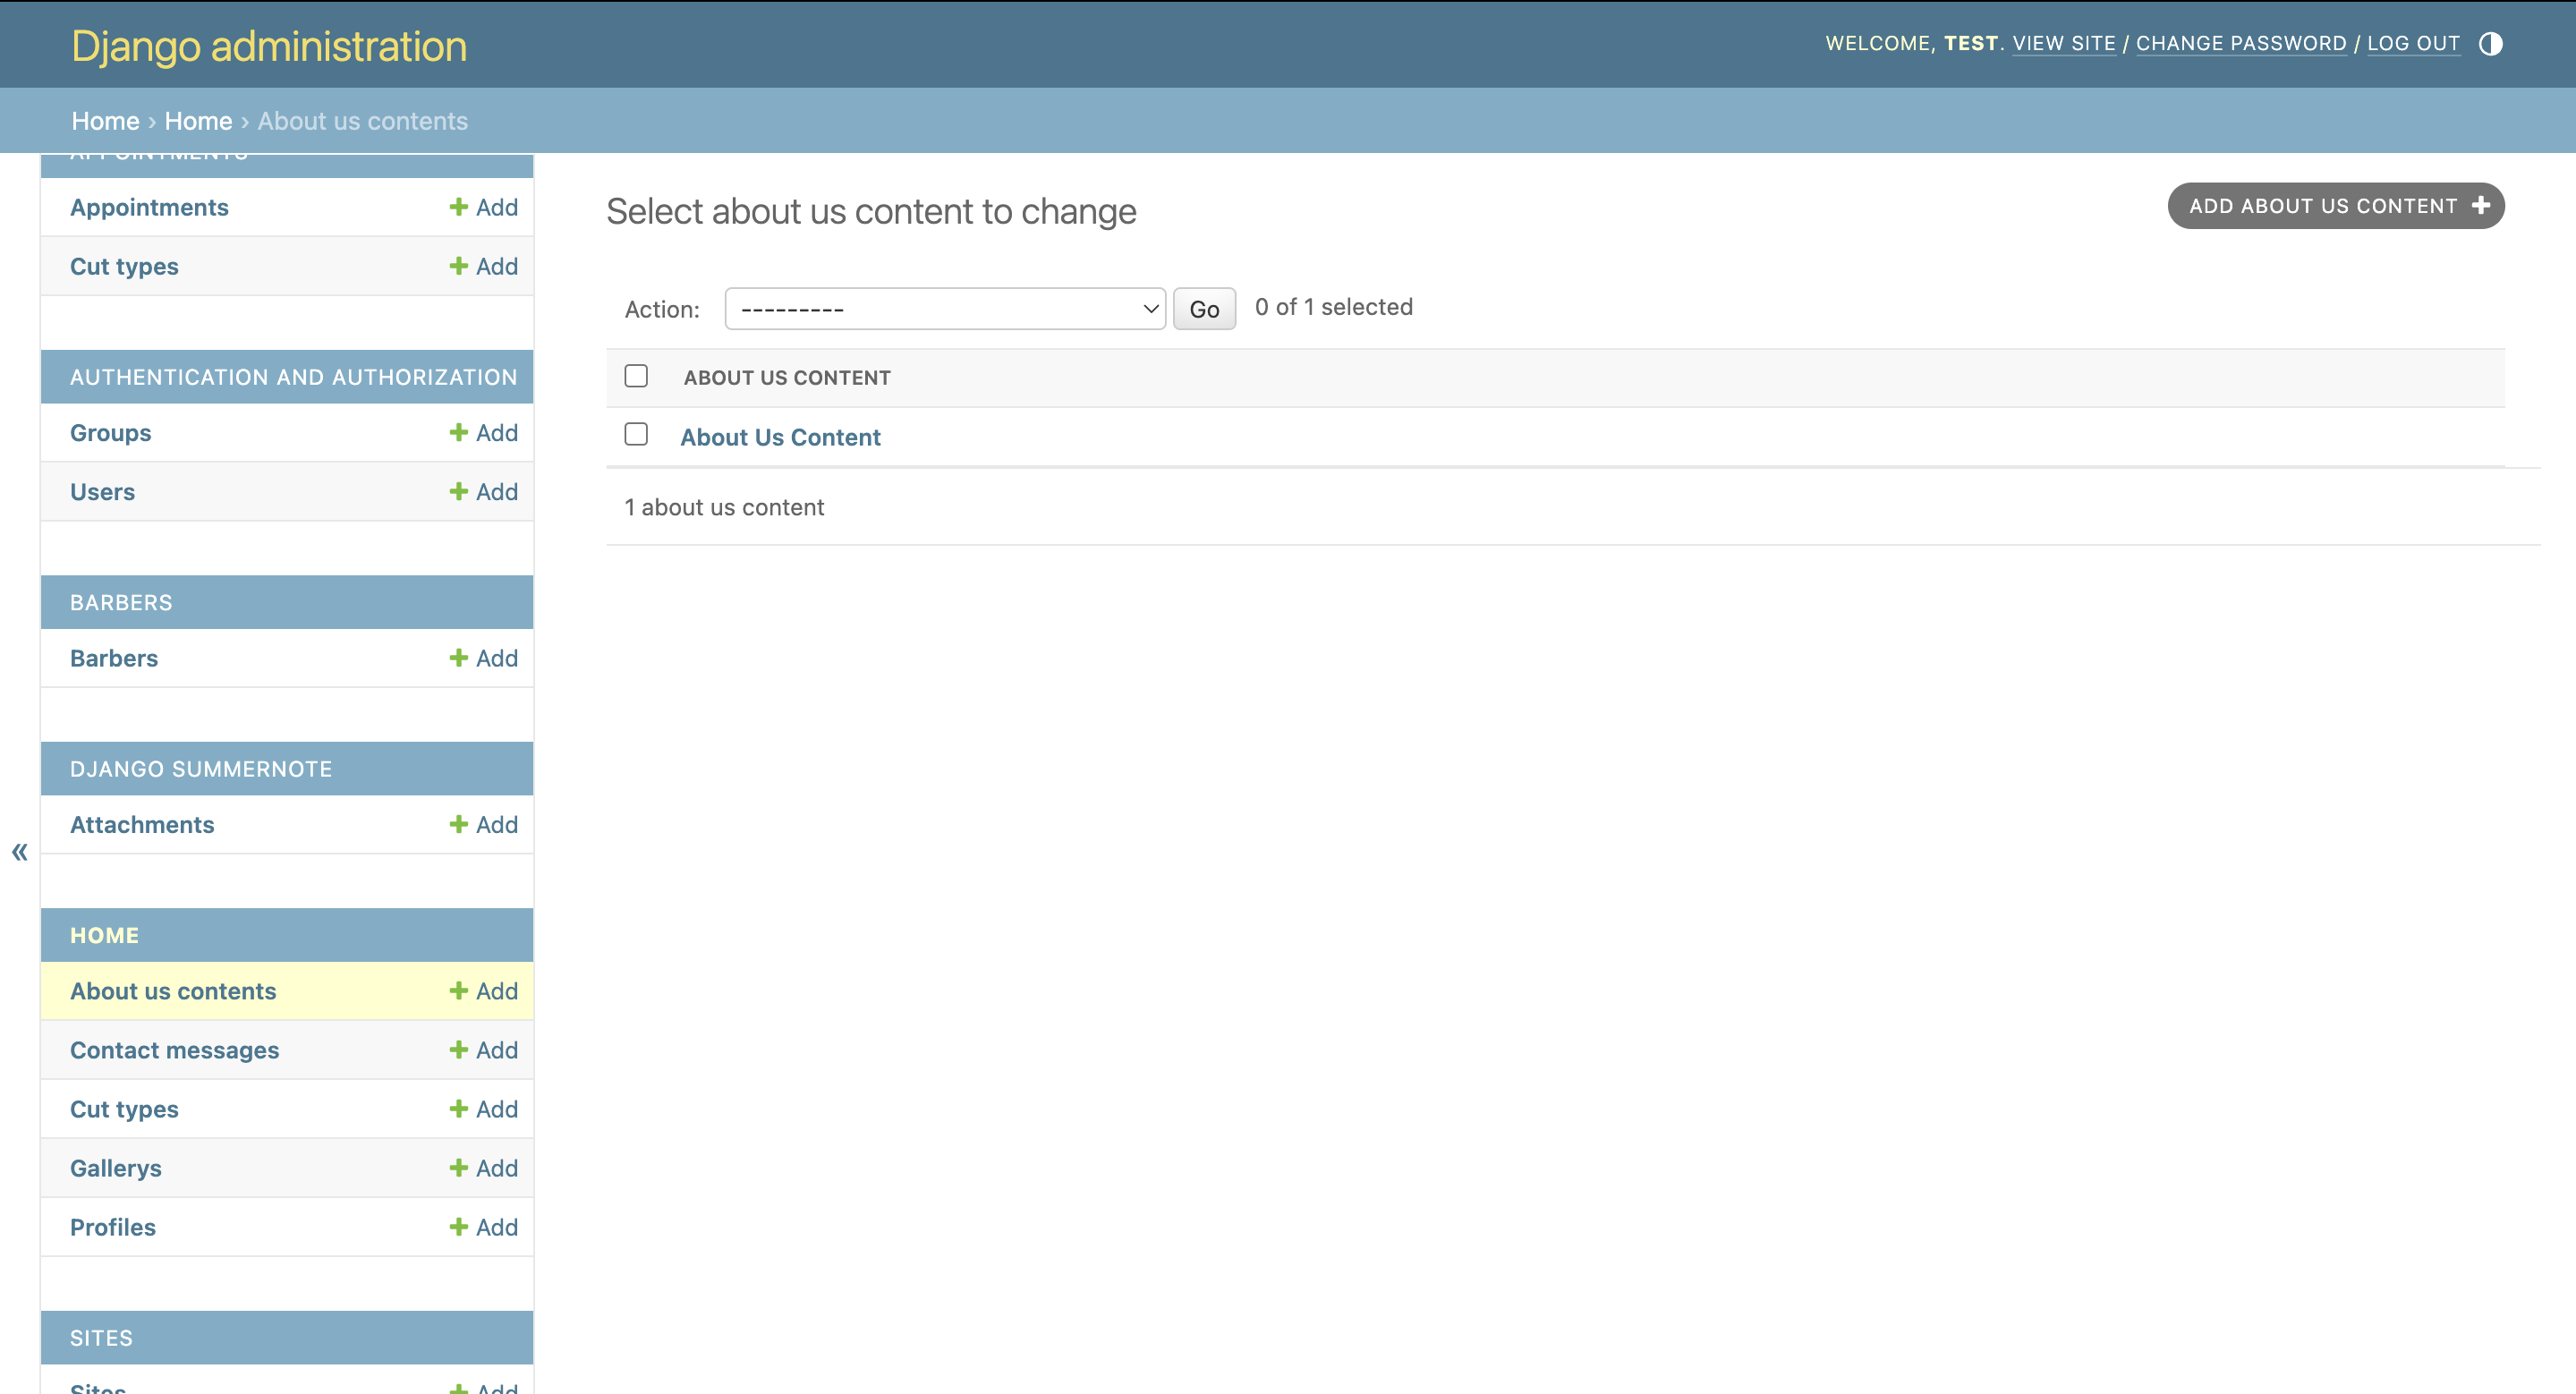 Django administration
WELCOME, TEST. VIEW SITE / CHANGE PASSWORD / LOG OUT
Home › Home › About us contents
APPOINTMENTS
Appointments + Add
Cut types + Add
AUTHENTICATION AND AUTHORIZATION
Groups + Add
Users + Add
BARBERS
Barbers + Add
DJANGO SUMMERNOTE
Attachments + Add
«
HOME
About us contents + Add
Contact messages + Add
Cut types + Add
Gallerys + Add
Profiles + Add
SITES
Sites + Add
Select about us content to change
ADD ABOUT US CONTENT +
Action: --------- Go 0 of 1 selected
ABOUT US CONTENT
About Us Content
1 about us content